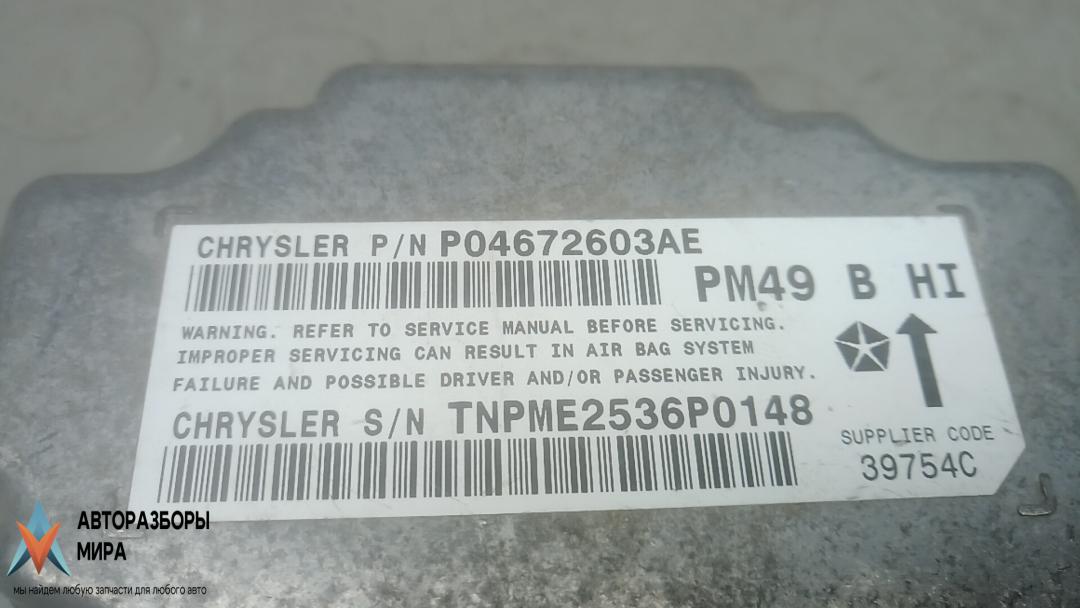 CHRYSLER P/N P04672603AE
PM49 B HI
WARNING. REFER TO SERVICE MANUAL BEFORE SERVICING.
IMPROPER SERVICING CAN RESULT IN AIR BAG SYSTEM
FAILURE AND POSSIBLE DRIVER AND/OR PASSENGER INJURY.
CHRYSLER S/N TNPME2536P0148
SUPPLIER CODE
39754C
АВТОРАЗБОРЫ
МИРА
мы найдем любую запчасти для любого авто